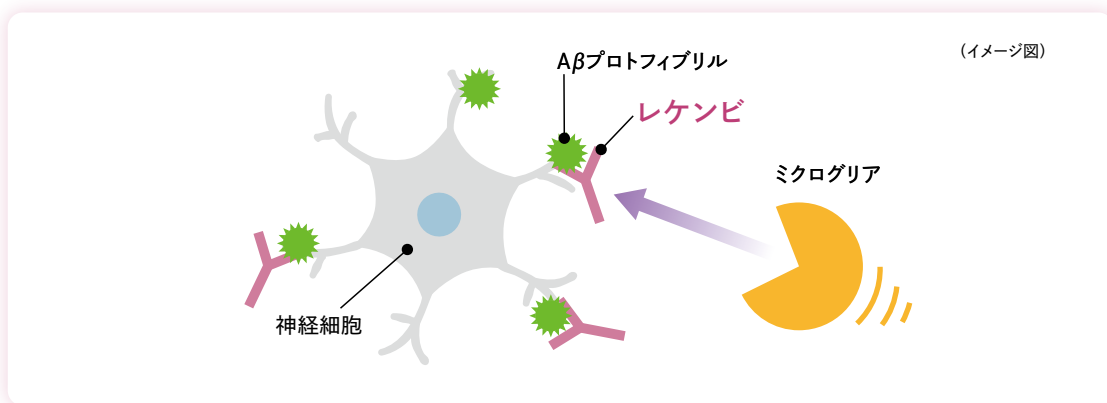 (イメージ図)
Aβプロトフィブリル
レケンビ
ミクログリア
神経細胞